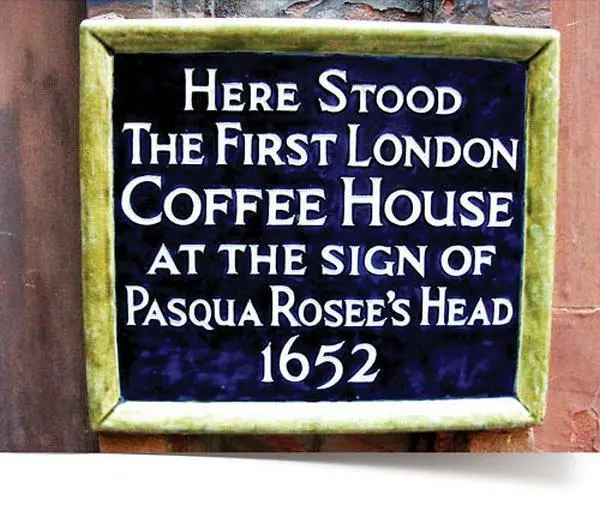 HERE STOOD
THE FIRST LONDON
COFFEE HOUSE
AT THE SIGN OF
PASQUA ROSEE'S HEAD
1652